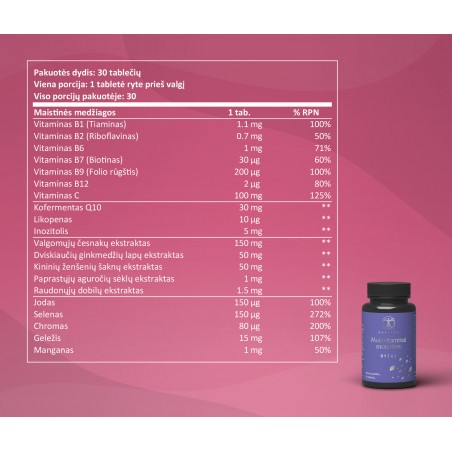 Pakuotės dydis: 30 tablečių
Viena porcija: 1 tabletė ryte prieš valgį
Viso porcijų pakuotėje: 30
Maistinės medžiagos 1 tab. % RPN
Vitaminas B1 (Tiaminas) 1.1 mg 100%
Vitaminas B2 (Riboflavinas) 0.7 mg 50%
Vitaminas B6 1 mg 71%
Vitaminas B7 (Biotinas) 30 µg 60%
Vitaminas B9 (Folio rūgštis) 200 µg 100%
Vitaminas B12 2 µg 80%
Vitaminas C 100 mg 125%
Kofermentas Q10 30 mg **
Likopenas 10 µg **
Inozitolis 5 mg **
Valgomųjų česnakų ekstraktas 150 mg **
Dviskiaučių ginkmedžių lapų ekstraktas 50 mg **
Kininių ženšenių šaknų ekstraktas 50 mg **
Paprastųjų aguročių sėklų ekstraktas 1 mg **
Raudonųjų dobilų ekstraktas 1.5 mg **
Jodas 150 µg 100%
Selenas 150 µg 272%
Chromas 80 µg 200%
Geležis 15 mg 107%
Manganas 1 mg 50%